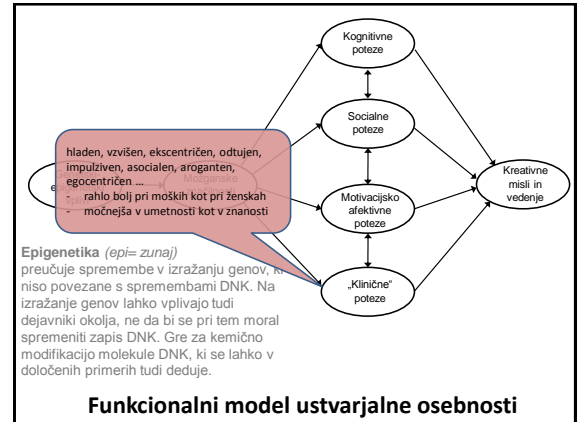 Kognitivne
poteze
Socialne
poteze
hladen, vzvišen, ekscentričen, odtujen,
impulziven, asocialen, aroganten,
egocentričen ...
- rahlo bolj pri moških kot pri ženskah
- močnejša v umetnosti kot v znanosti
Motivacijsko
afektivne
poteze
Kreativne
misli in
vedenje
„Klinične“
poteze
Epigenetika (epi= zunaj)
preučuje spremembe v izražanju genov, ki
niso povezane s spremembami DNK. Na
izražanje genov lahko vplivajo tudi
dejavniki okolja, ne da bi se pri tem moral
spremeniti zapis DNK. Gre za kemično
modifikacijo molekule DNK, ki se lahko v
določenih primerih tudi deduje.
Funkcionalni model ustvarjalne osebnosti